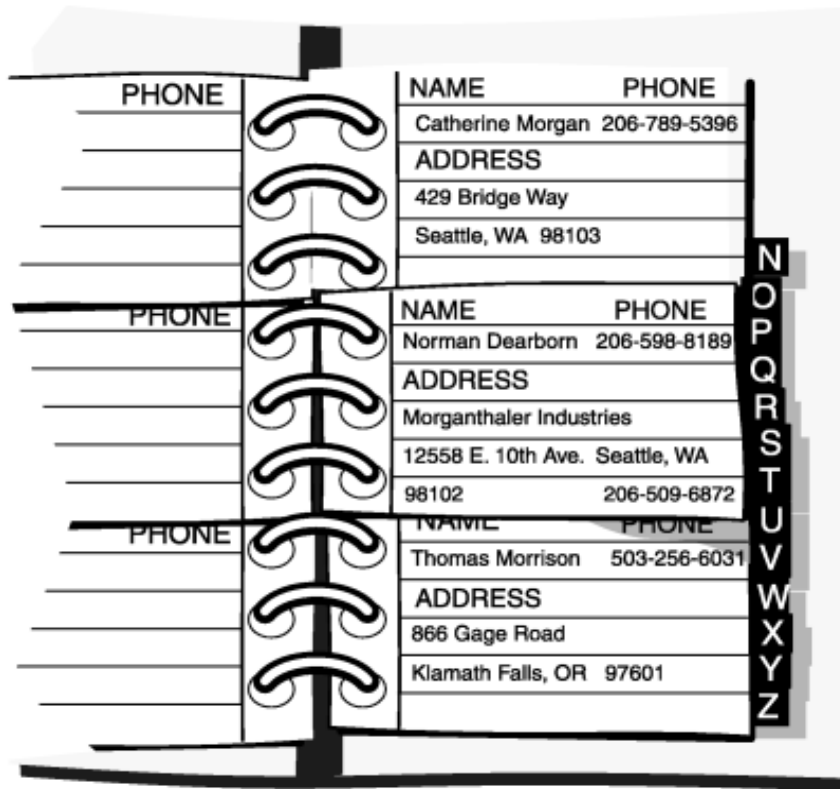 PHONE
NAME PHONE
Catherine Morgan 206-789-5396
ADDRESS
429 Bridge Way
Seattle, WA 98103
PHONE
NAME PHONE
Norman Dearborn 206-598-8189
ADDRESS
Morganthaler Industries
12558 E. 10th Ave. Seattle, WA
98102 206-509-6872
PHONE
NAME PHONE
Thomas Morrison 503-256-6031
ADDRESS
866 Gage Road
Klamath Falls, OR 97601
N
O
P
Q
R
S
T
U
V
W
X
Y
Z